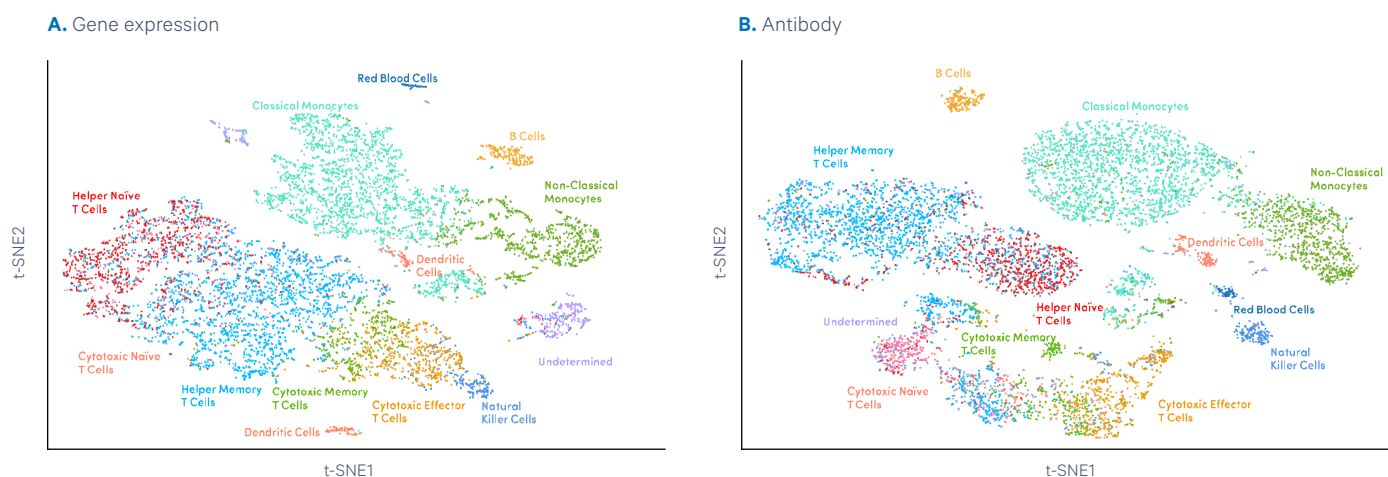 A. Gene expression
Red Blood Cells
Classical Monocytes
B Cells
Non-Classical
Monocytes
Helper Naïve
T Cells
Dendritic
Cells
Undetermined
Cytotoxic Naïve
T Cells
Helper Memory
T Cells
Cytotoxic Memory
T Cells
Cytotoxic Effector
T Cells
Natural
Killer Cells
Dendritic Cells
t-SNE2
t-SNE1
B. Antibody
B Cells
Classical Monocytes
Helper Memory
T Cells
Non-Classical
Monocytes
Dendritic Cells
Helper Naïve
T Cells
Red Blood Cells
Undetermined
Cytotoxic Memory
T Cells
Natural
Killer Cells
Cytotoxic Naïve
T Cells
Cytotoxic Effector
T Cells
t-SNE2
t-SNE1